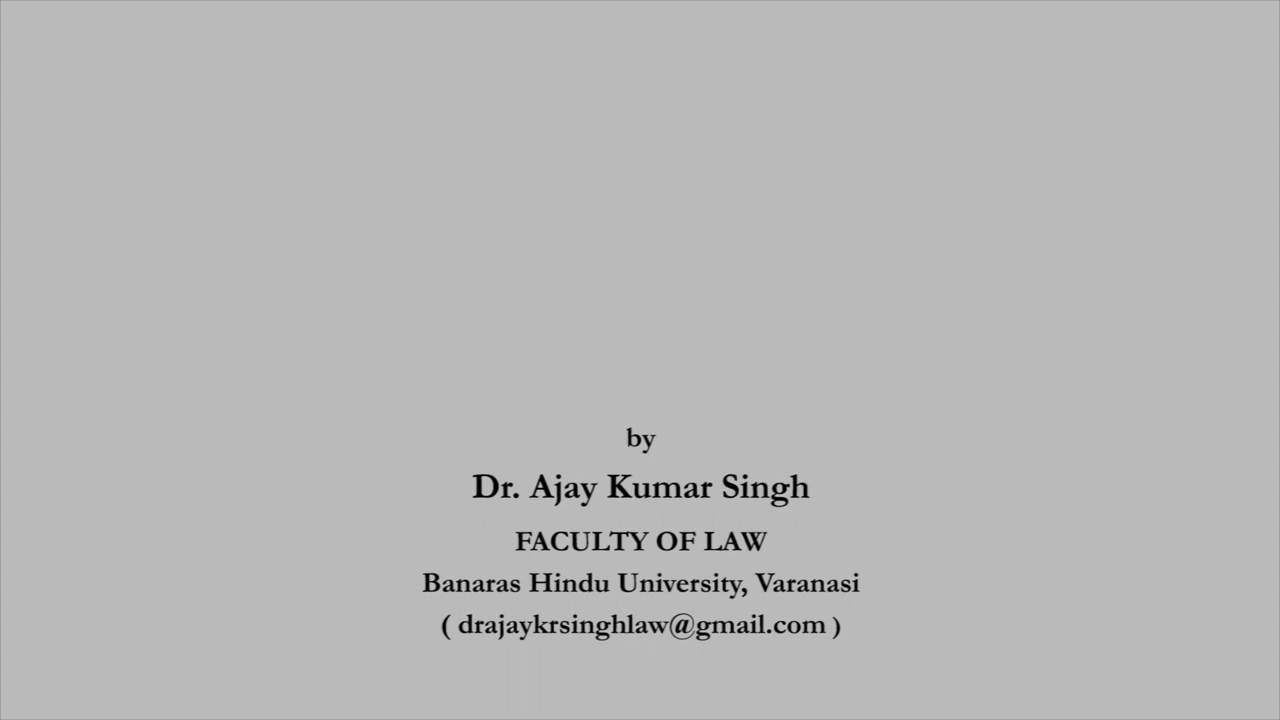 by
Dr. Ajay Kumar Singh
FACULTY OF LAW
Banaras Hindu University, Varanasi
( drajaykrsinghlaw@gmail.com )